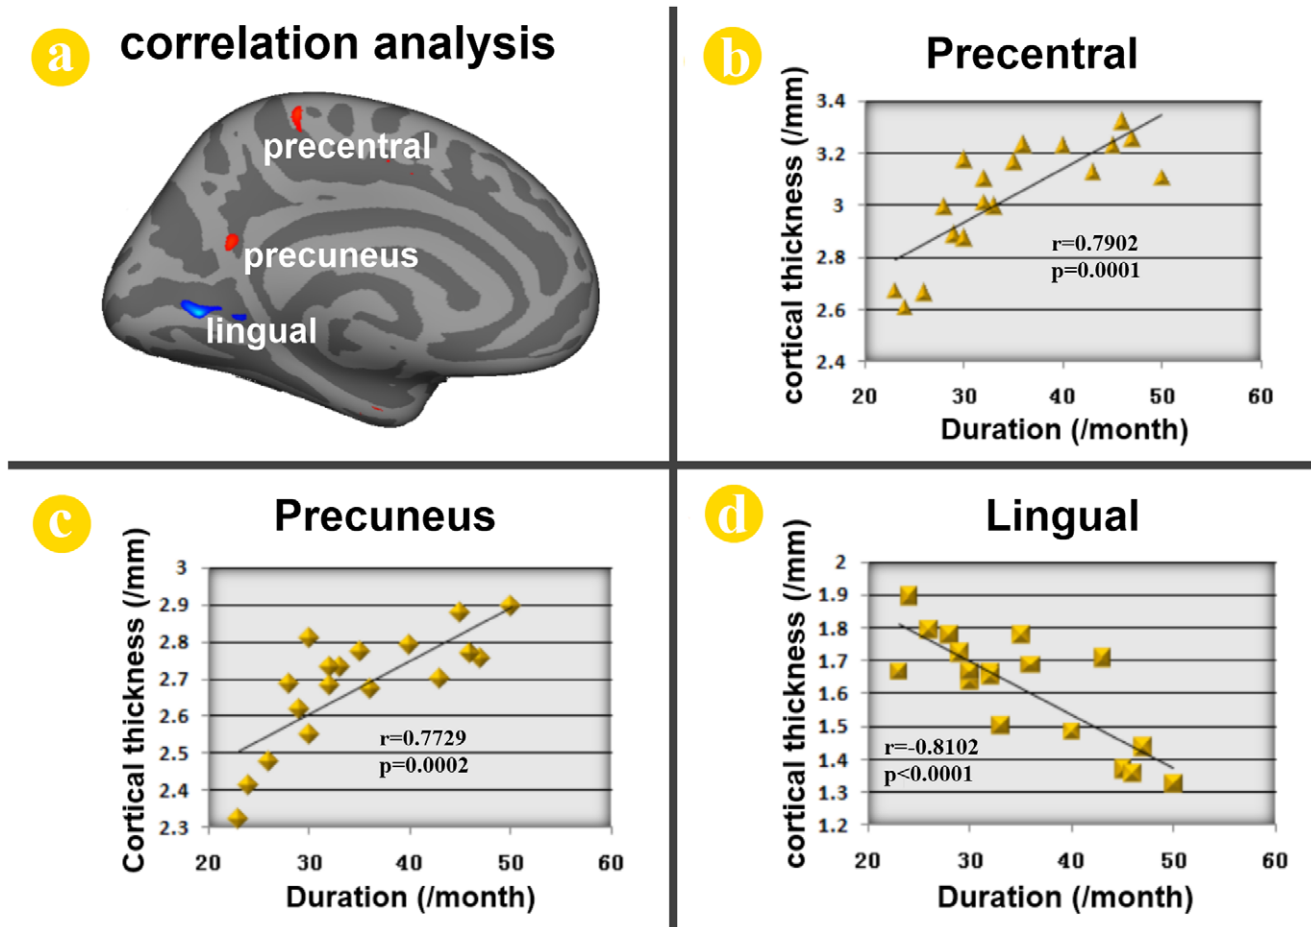 a
correlation analysis
precentral
precuneus
lingual
b
Precentral
cortical thickness (/mm)
3.4
3.2
3
2.8
2.6
2.4
r=0.7902
p=0.0001
20 30 40 50 60
Duration (/month)
c
Precuneus
Cortical thickness (/mm)
3
2.9
2.8
2.7
2.6
2.5
2.4
2.3
r=0.7729
p=0.0002
20 30 40 50 60
Duration (/month)
d
Lingual
cortical thickness (/mm)
2
1.9
1.8
1.7
1.6
1.5
1.4
1.3
1.2
r=-0.8102
p<0.0001
20 30 40 50 60
Duration (/month)